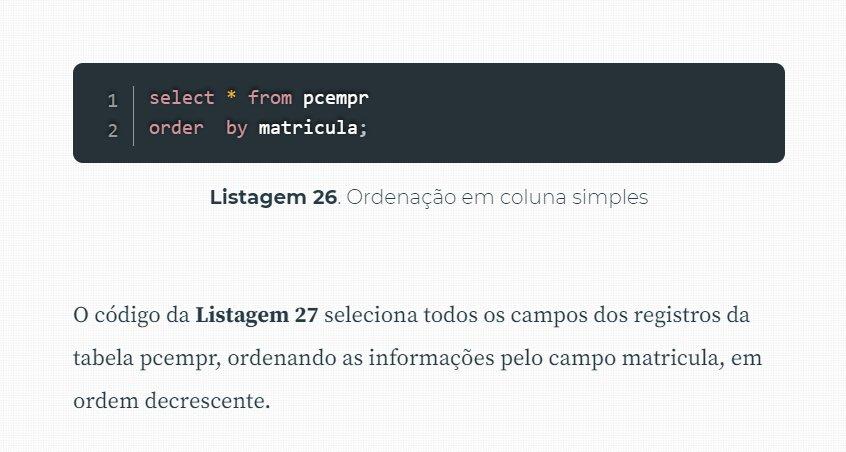 1 select * from pcempr
2 order  by matricula;
Listagem 26. Ordenação em coluna simples
O código da Listagem 27 seleciona todos os campos dos registros da
tabela pcempr, ordenando as informações pelo campo matricula, em
ordem decrescente.